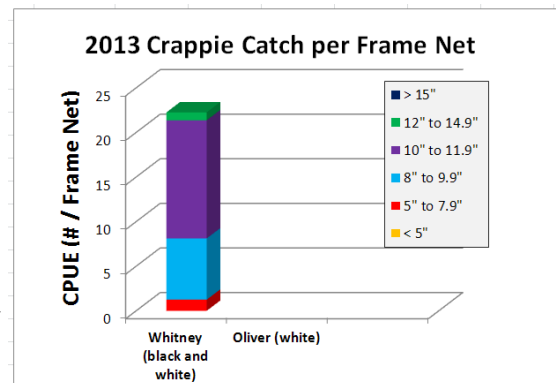 2013 Crappie Catch per Frame Net
CPUE (# / Frame Net)
25
20
15
10
5
0
Whitney
(black and
white)
Oliver (white)
> 15"
12" to 14.9"
10" to 11.9"
8" to 9.9"
5" to 7.9"
< 5"